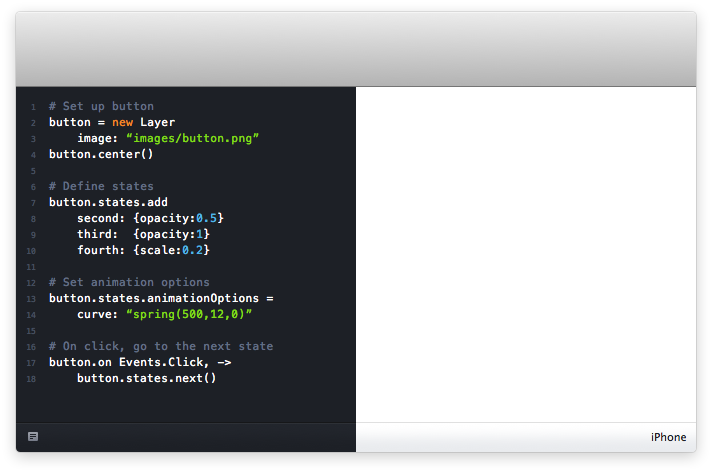 1 # Set up button
2 button = new Layer
3     image: “images/button.png”
4 button.center()
5
6 # Define states
7 button.states.add
8     second: {opacity:0.5}
9     third:  {opacity:1}
10     fourth: {scale:0.2}
11
12 # Set animation options
13 button.states.animationOptions =
14     curve: “spring(500,12,0)”
15
16 # On click, go to the next state
17 button.on Events.Click, ->
18     button.states.next()
iPhone